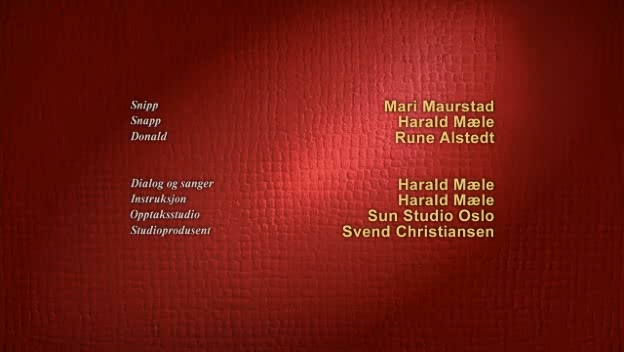 Snipp Mari Maurstad
Snapp Harald Mæle
Donald Rune Alstedt
Dialog og sanger Harald Mæle
Instruksjon Harald Mæle
Opptaksstudio Sun Studio Oslo
Studioprodusent Svend Christiansen